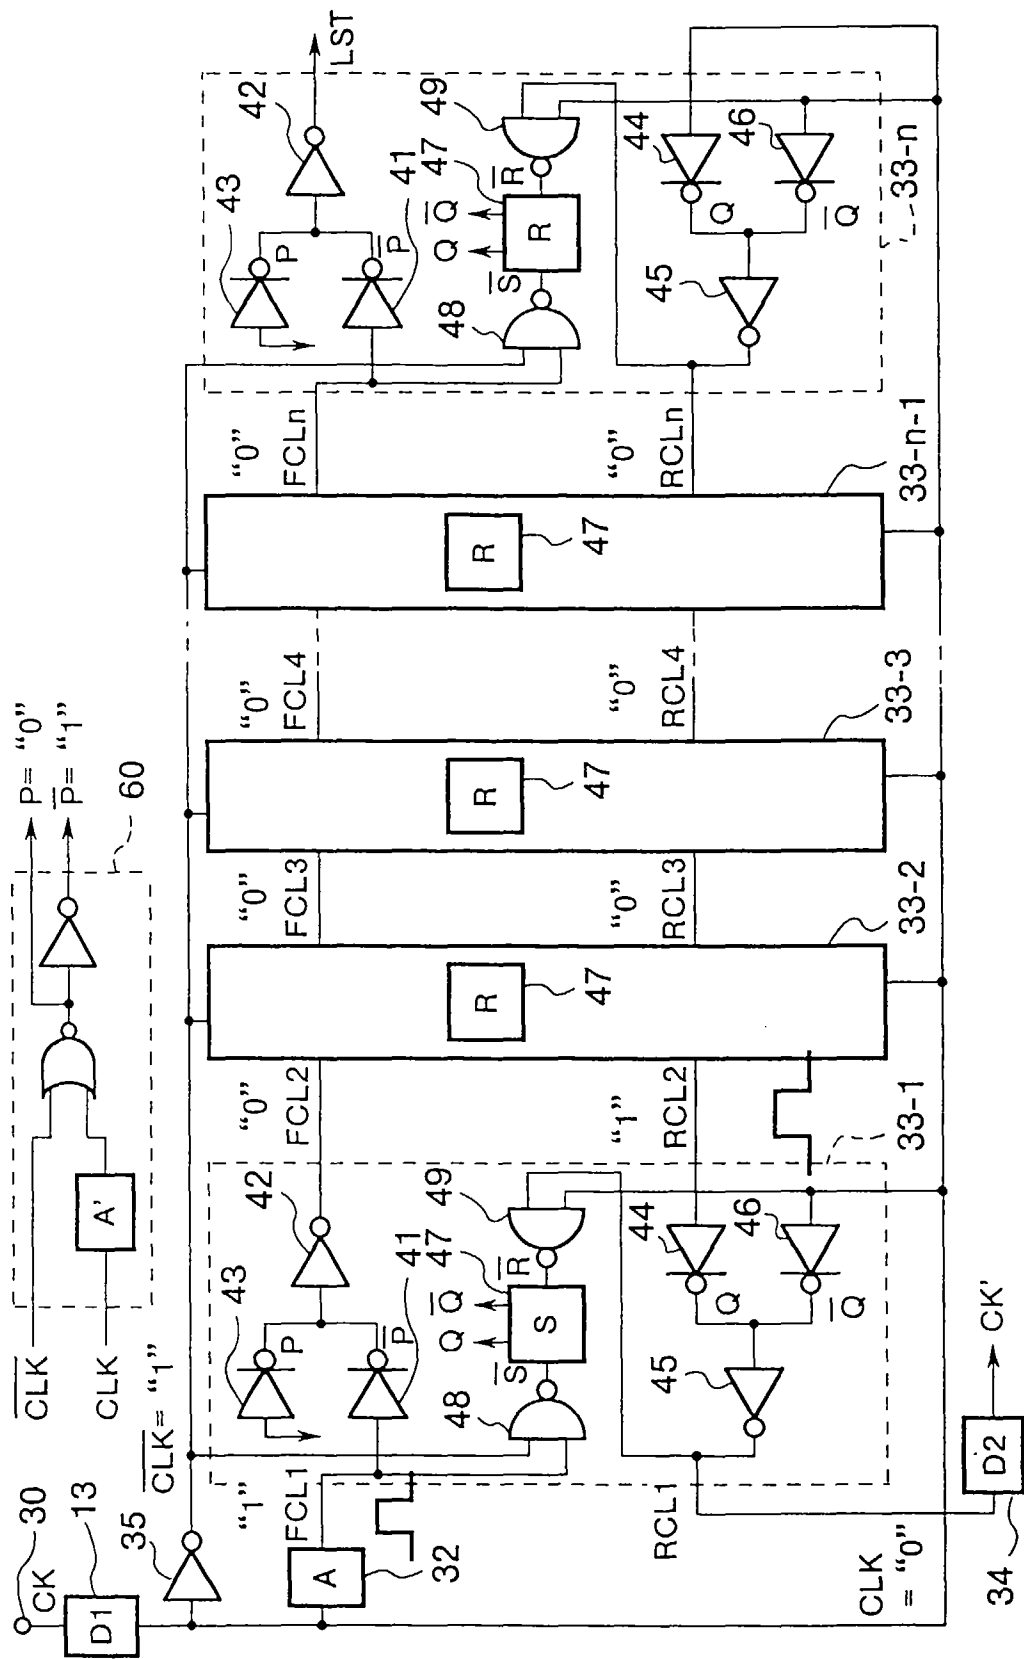 30
CK
13
D1
35
CLK = “1”
CLK
CLK
A'
60
P= “0”
P= “1”
A
32
“1”
FCL1
43
P
42
41
P
48
S
Q
Q
S
47
R
49
44
Q
46
Q
45
RCL1
CLK
= “0”
34
D2
CK'
33-1
“0”
FCL2
“1”
RCL2
R
47
33-2
“0”
FCL3
“0”
RCL3
R
47
33-3
“0”
FCL4
“0”
RCL4
R
47
33-n-1
“0”
FCLn
“0”
RCLn
43
P
42
LST
41
P
48
S
Q
Q
R
47
R
49
44
Q
46
Q
45
33-n